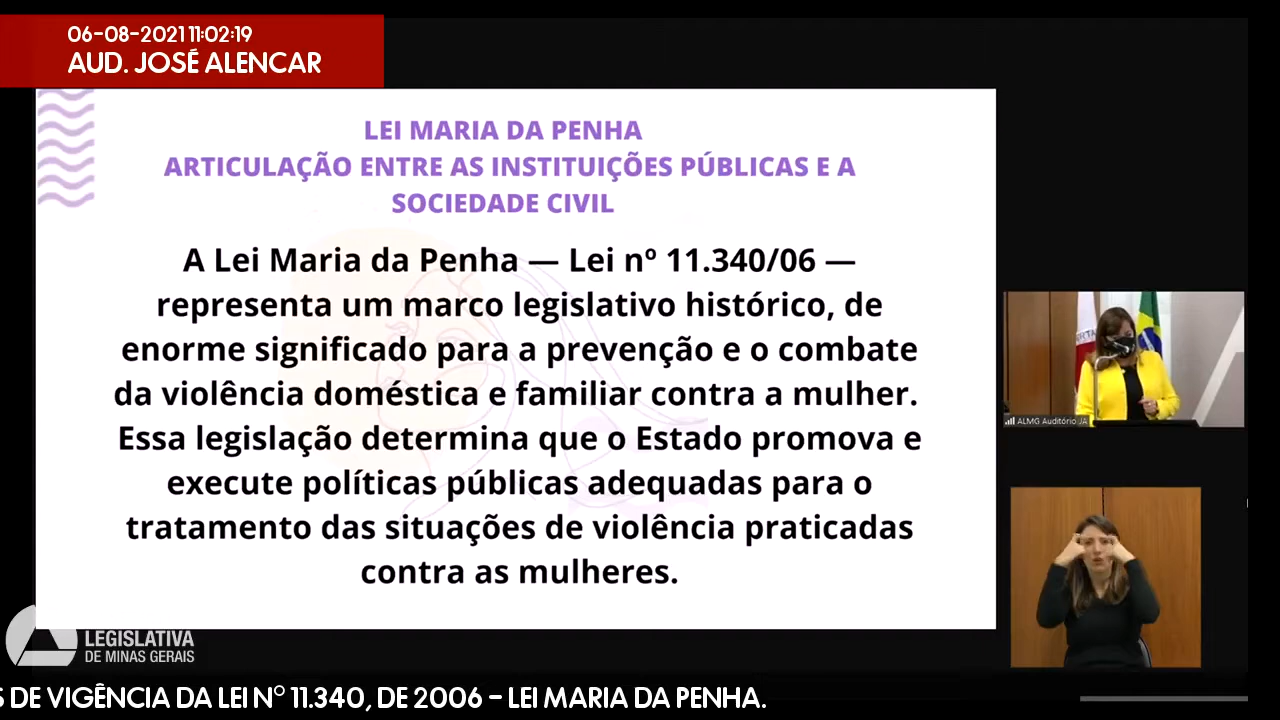 06-08-2021 11:02:19
AUD. JOSÉ ALENCAR
LEI MARIA DA PENHA
ARTICULAÇÃO ENTRE AS INSTITUIÇÕES PÚBLICAS E A
SOCIEDADE CIVIL
A Lei Maria da Penha — Lei nº 11.340/06 —
representa um marco legislativo histórico, de
enorme significado para a prevenção e o combate
da violência doméstica e familiar contra a mulher.
Essa legislação determina que o Estado promova e
execute políticas públicas adequadas para o
tratamento das situações de violência praticadas
contra as mulheres.
ALMG Auditório JA
LEGISLATIVA
DE MINAS GERAIS
S DE VIGÊNCIA DA LEI Nº 11.340, DE 2006 – LEI MARIA DA PENHA.